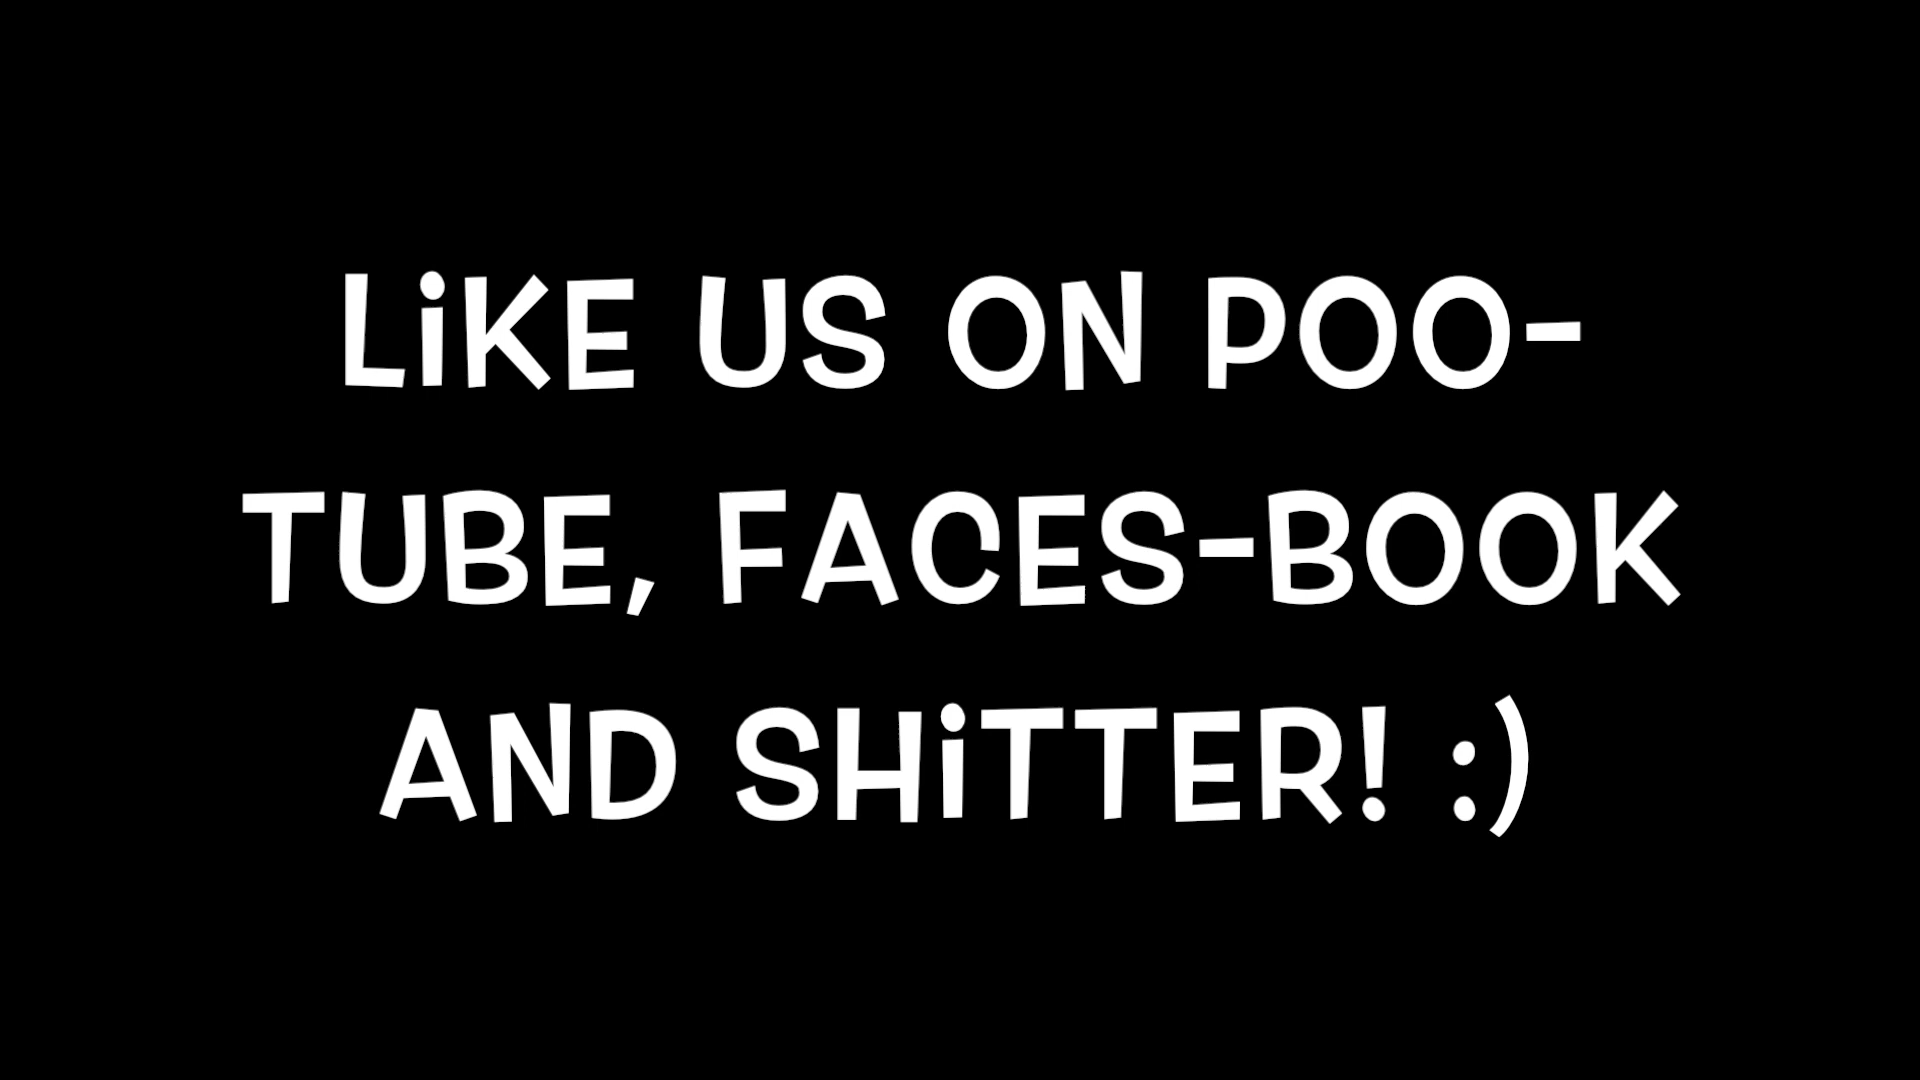 LiKE US ON POO-
TUBE, FACES-BOOK
AND SHiTTER! :)